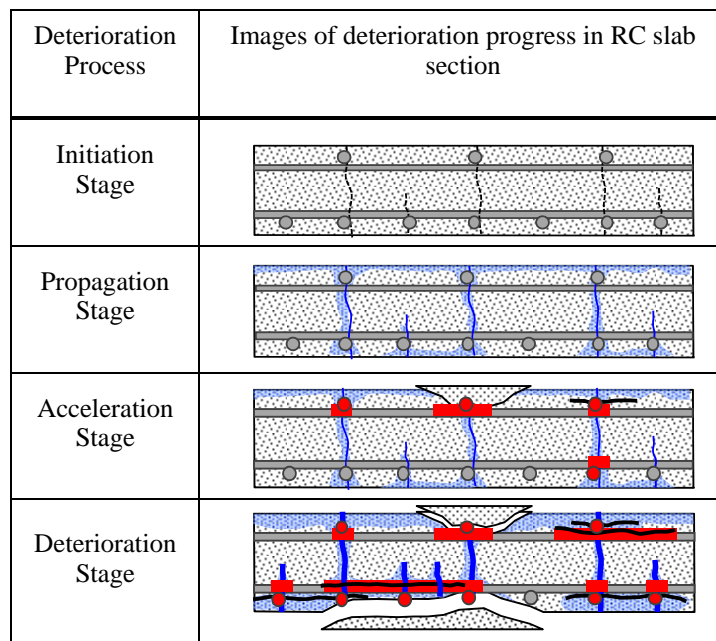 Deterioration
Process
Images of deterioration progress in RC slab
section
Initiation
Stage
Propagation
Stage
Acceleration
Stage
Deterioration
Stage